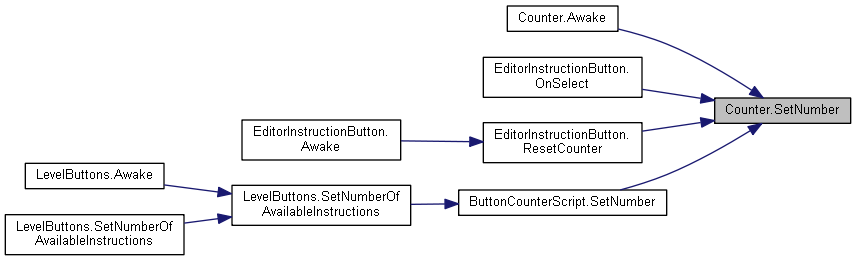 Counter.Awake
EditorInstructionButton.
OnSelect
Counter.SetNumber
EditorInstructionButton.
Awake
EditorInstructionButton.
ResetCounter
LevelButtons.Awake
LevelButtons.SetNumberOf
AvailableInstructions
ButtonCounterScript.SetNumber
LevelButtons.SetNumberOf
AvailableInstructions